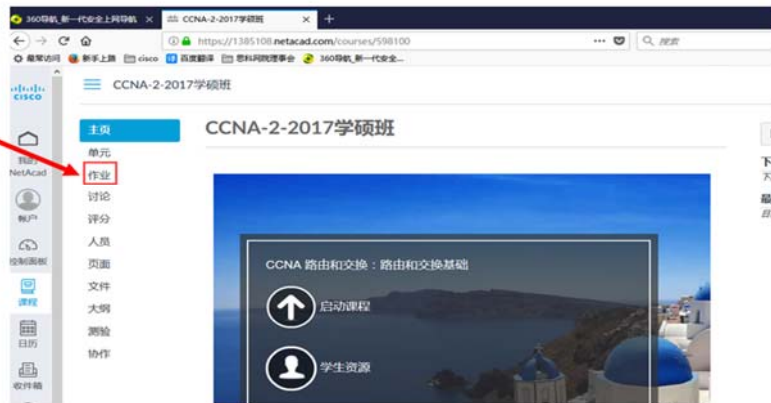 360导航_新一代安全上网导航
CCNA-2-2017学硕班
https://1385108.netacad.com/courses/598100
搜索
最常访问 新手上路 cisco 百度翻译 思科网院理事会 360导航_新一代安全...
CISCO
CCNA-2-2017学硕班
我的
NetAcad
帐户
控制面板
课程
日历
收件箱
主页
单元
作业
讨论
评分
人员
页面
文件
大纲
测验
协作
CCNA-2-2017学硕班
CCNA 路由和交换：路由和交换基础
启动课程
学生资源